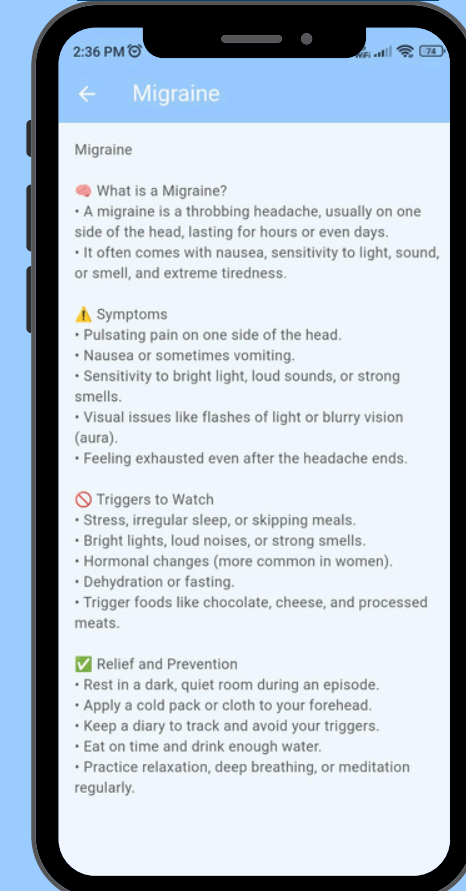 2:36 PM
WiFi
74
Migraine
Migraine
🧠 What is a Migraine?
• A migraine is a throbbing headache, usually on one
side of the head, lasting for hours or even days.
• It often comes with nausea, sensitivity to light, sound,
or smell, and extreme tiredness.
⚠️ Symptoms
• Pulsating pain on one side of the head.
• Nausea or sometimes vomiting.
• Sensitivity to bright light, loud sounds, or strong
smells.
• Visual issues like flashes of light or blurry vision
(aura).
• Feeling exhausted even after the headache ends.
🚫 Triggers to Watch
• Stress, irregular sleep, or skipping meals.
• Bright lights, loud noises, or strong smells.
• Hormonal changes (more common in women).
• Dehydration or fasting.
• Trigger foods like chocolate, cheese, and processed
meats.
✅ Relief and Prevention
• Rest in a dark, quiet room during an episode.
• Apply a cold pack or cloth to your forehead.
• Keep a diary to track and avoid your triggers.
• Eat on time and drink enough water.
• Practice relaxation, deep breathing, or meditation
regularly.